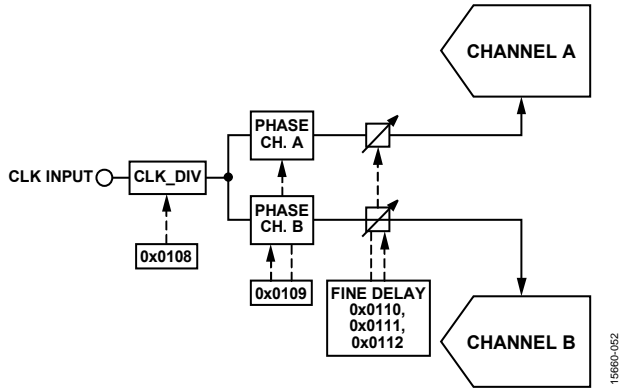 CHANNEL A
PHASE
CH. A
CLK INPUT
CLK_DIV
PHASE
CH. B
0x0108
0x0109
FINE DELAY
0x0110,
0x0111,
0x0112
CHANNEL B
15660-052